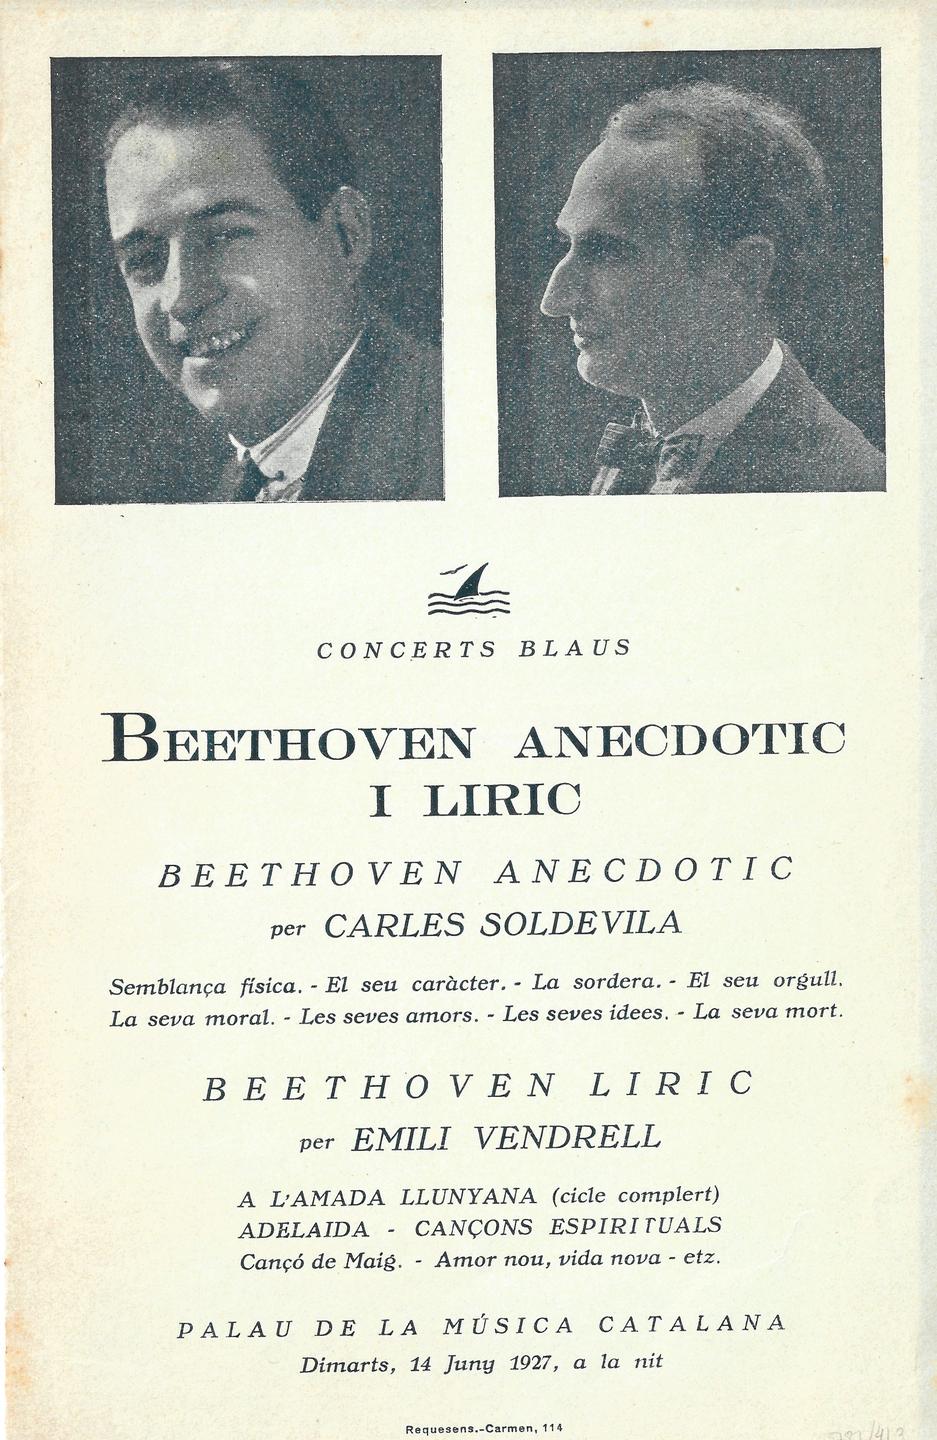 CONCERTS BLAUS
BEETHOVEN ANECDOTIC
I LIRIC
BEETHOVEN ANECDOTIC
per CARLES SOLDEVILA
Semblança física. - El seu caràcter. - La sordera. - El seu orgull.
La seva moral. - Les seves amors. - Les seves idees. - La seva mort.
BEETHOVEN LIRIC
per EMILI VENDRELL
A L'AMADA LLUNYANA (cicle complert)
ADELAIDA - CANÇONS ESPIRITUALS
Cançó de Maig. - Amor nou, vida nova - etz.
PALAU DE LA MÚSICA CATALANA
Dimarts, 14 Juny 1927, a la nit
Requesens.-Carmen, 114